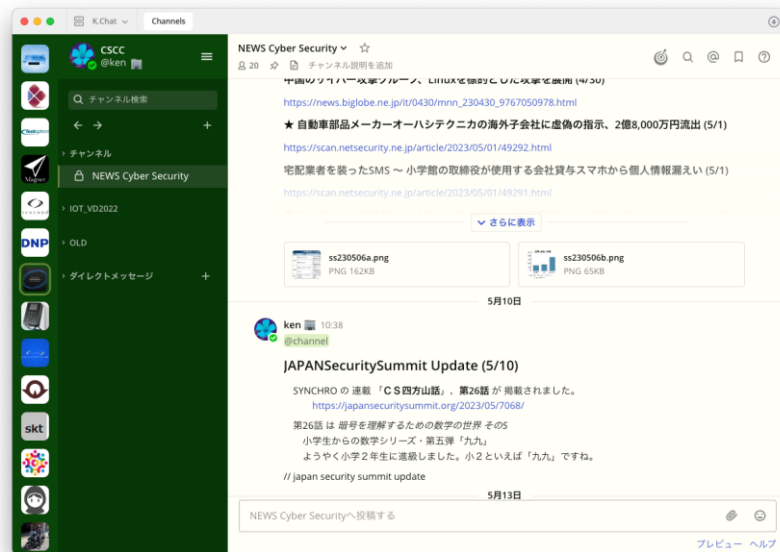 K.Chat
Channels
CSCC
@ken
チャンネル検索
チャンネル
NEWS Cyber Security
IOT_VD2022
OLD
ダイレクトメッセージ
DNP
skt
NEWS Cyber Security
20 チャンネル説明を追加
中国のサイバー攻撃グループ、Linuxを標的とした攻撃を展開 (4/30)
https://news.biglobe.ne.jp/it/0430/mnn_230430_9767050978.html
★ 自動車部品メーカーオーハシテクニカの海外子会社に虚偽の指示、2億8,000万円流出 (5/1)
https://scan.netsecurity.ne.jp/article/2023/05/01/49292.html
宅配業者を装ったSMS ～ 小学館の取締役が使用する会社貸与スマホから個人情報漏えい (5/1)
https://scan.netsecurity.ne.jp/article/2023/05/01/49291.html
さらに表示
ss230506a.png
PNG 162KB
ss230506b.png
PNG 65KB
5月10日
ken 10:38
@channel
JAPANSecuritySummit Update (5/10)
SYNCHRO の 連載 「ＣＳ四方山話」、第26話 が 掲載されました。
https://japansecuritysummit.org/2023/05/7068/
第26話 は 暗号を理解するための数学の世界 その5
小学生からの数学シリーズ・第五弾「九九」
ようやく小学２年生に進級しました。小２といえば「九九」ですね。
// japan security summit update
5月13日
NEWS Cyber Securityへ投稿する
プレビュー ヘルプ